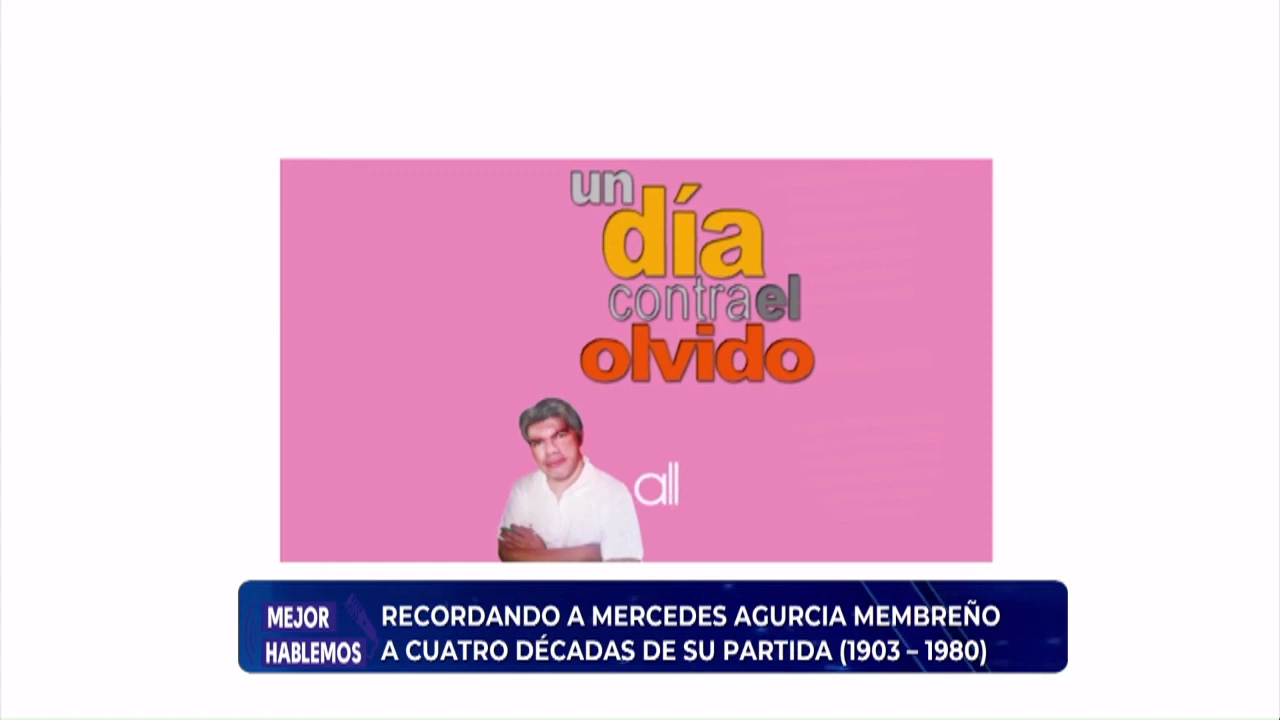 un
día
contra el
olvido
all
MEJOR
HABLEMOS
RECORDANDO A MERCEDES AGURCIA MEMBREÑO
A CUATRO DÉCADAS DE SU PARTIDA (1903 – 1980)